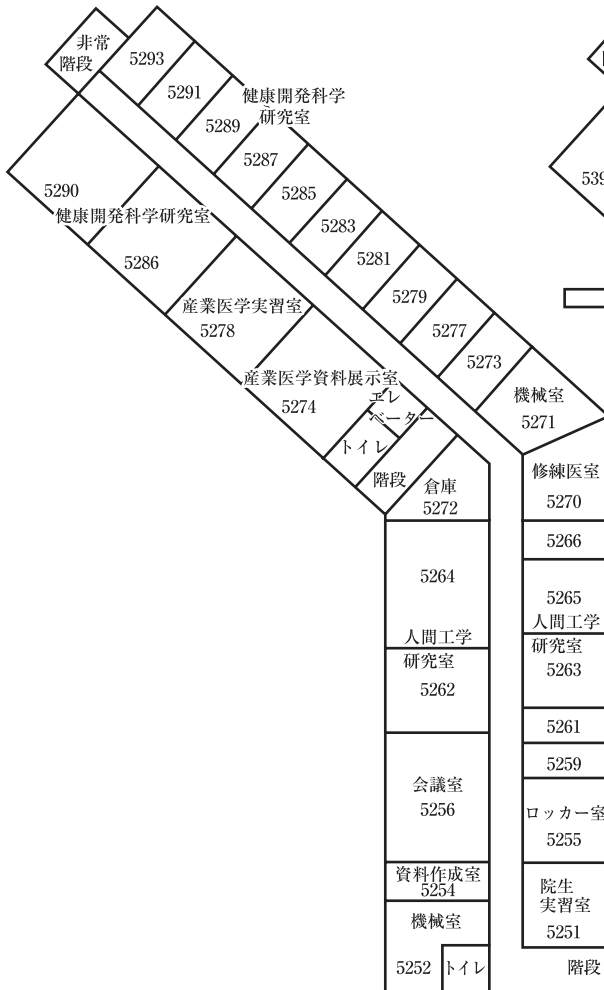 非常
階段
5293
5291
健康開発科学
研究室
5289
5287
5285
5283
5281
5279
5277
5273
機械室
5271
5290
健康開発科学研究室
5286
産業医学実習室
5278
産業医学資料展示室
5274
エレ
ベーター
トイレ
階段
倉庫
5272
修練医室
5270
5266
5264
5265
人間工学
研究室
5262
人間工学
研究室
5263
5261
5259
会議室
5256
ロッカー室
5255
資料作成室
5254
機械室
5252
トイレ
院生
実習室
5251
階段